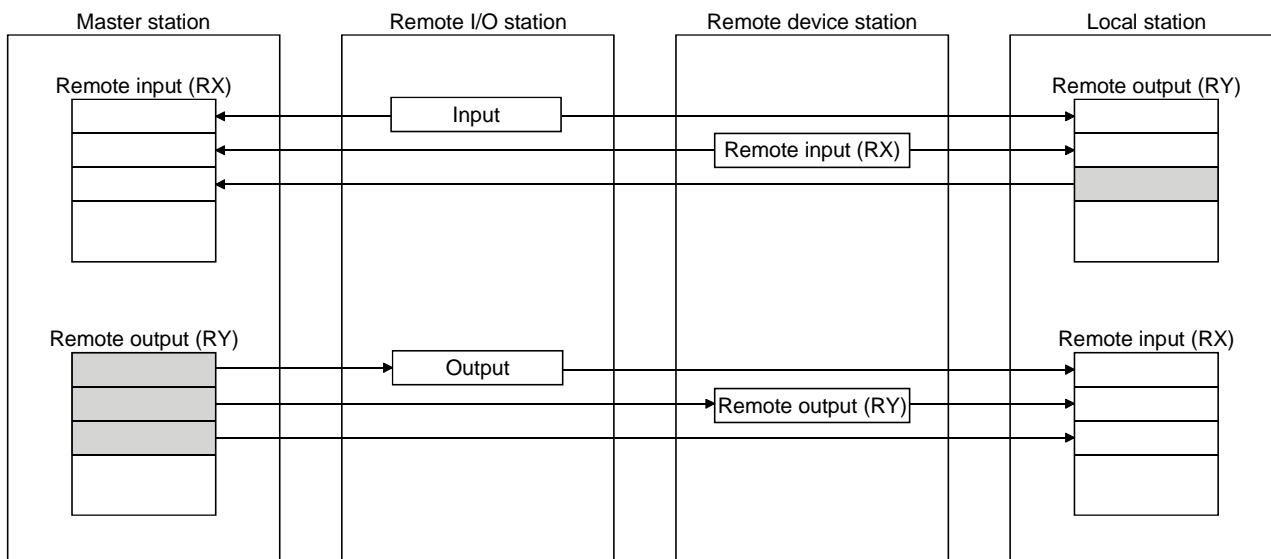 Master station
Remote I/O station
Remote device station
Local station
Remote input (RX)
Remote output (RY)
Input
Remote input (RX)
Remote output (RY)
Remote input (RX)
Output
Remote output (RY)